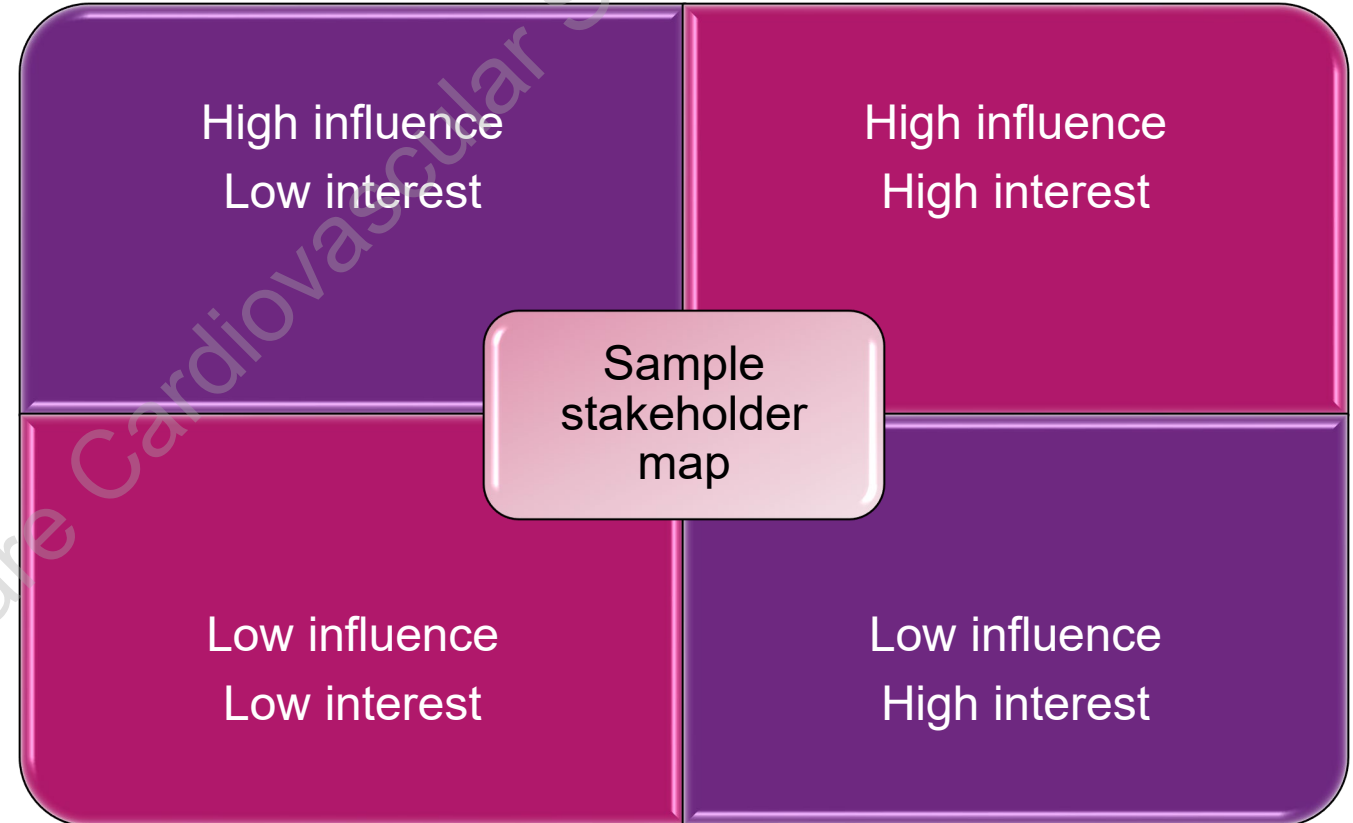 High influence
Low interest
High influence
High interest
Sample
stakeholder
map
Low influence
Low interest
Low influence
High interest
Cardiovascular